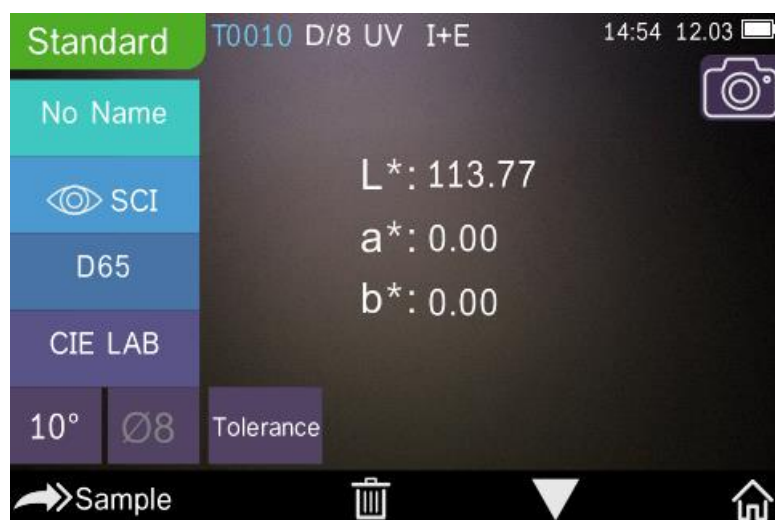 Standard T0010 D/8 UV I+E 14:54 12.03
No Name
SCI
D65
CIE LAB
10° Ø8 Tolerance
L*: 113.77
a*: 0.00
b*: 0.00
Sample